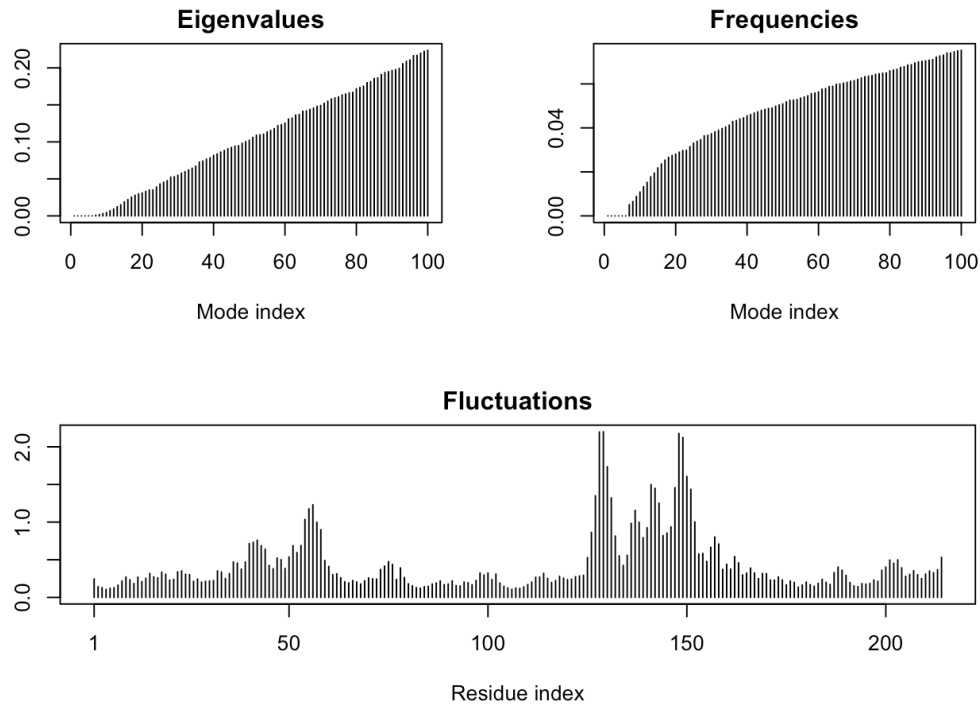 Eigenvalues
0.00 0.10 0.20
0 20 40 60 80 100
Mode index
Frequencies
0.00 0.04
0 20 40 60 80 100
Mode index
Fluctuations
0.0 1.0 2.0
1 50 100 150 200
Residue index